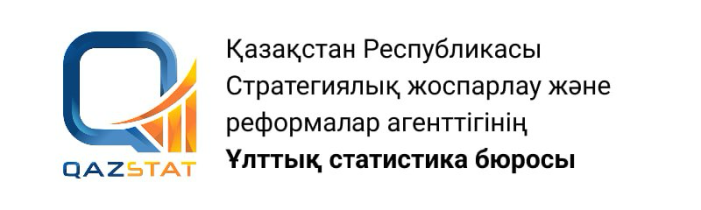 QAZSTAT
Қазақстан Республикасы
Стратегиялық жоспарлау және
реформалар агенттігінің
Ұлттық статистика бюросы